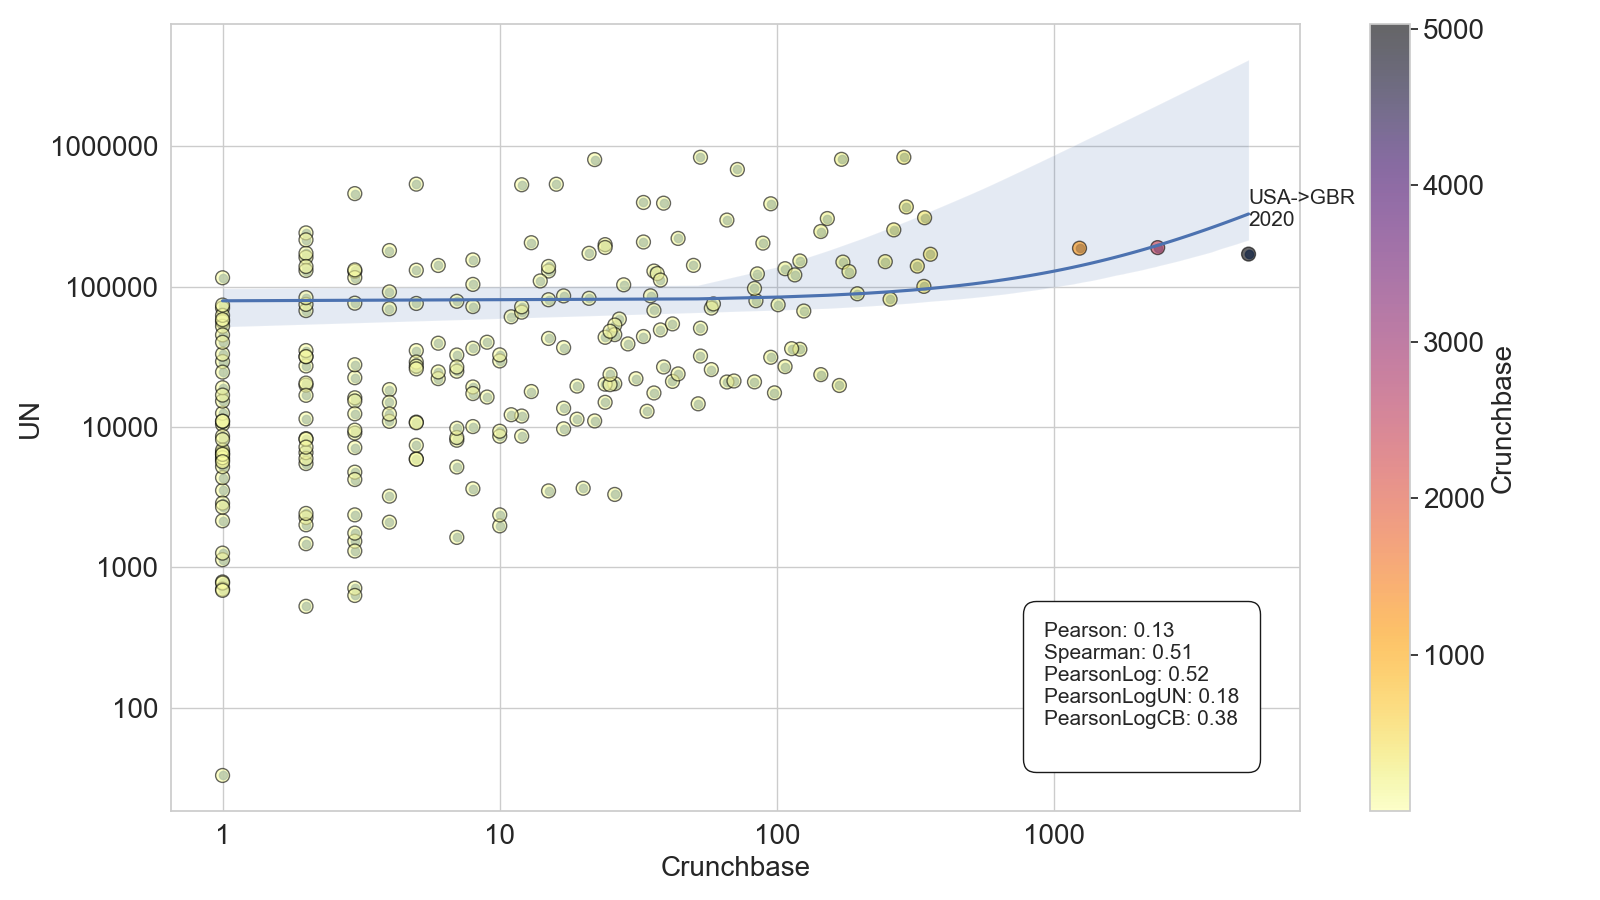 1000000
100000
10000
1000
100
UN
1
10
100
1000
Crunchbase
USA->GBR
2020
Pearson: 0.13
Spearman: 0.51
PearsonLog: 0.52
PearsonLogUN: 0.18
PearsonLogCB: 0.38
5000
4000
3000
2000
1000
Crunchbase